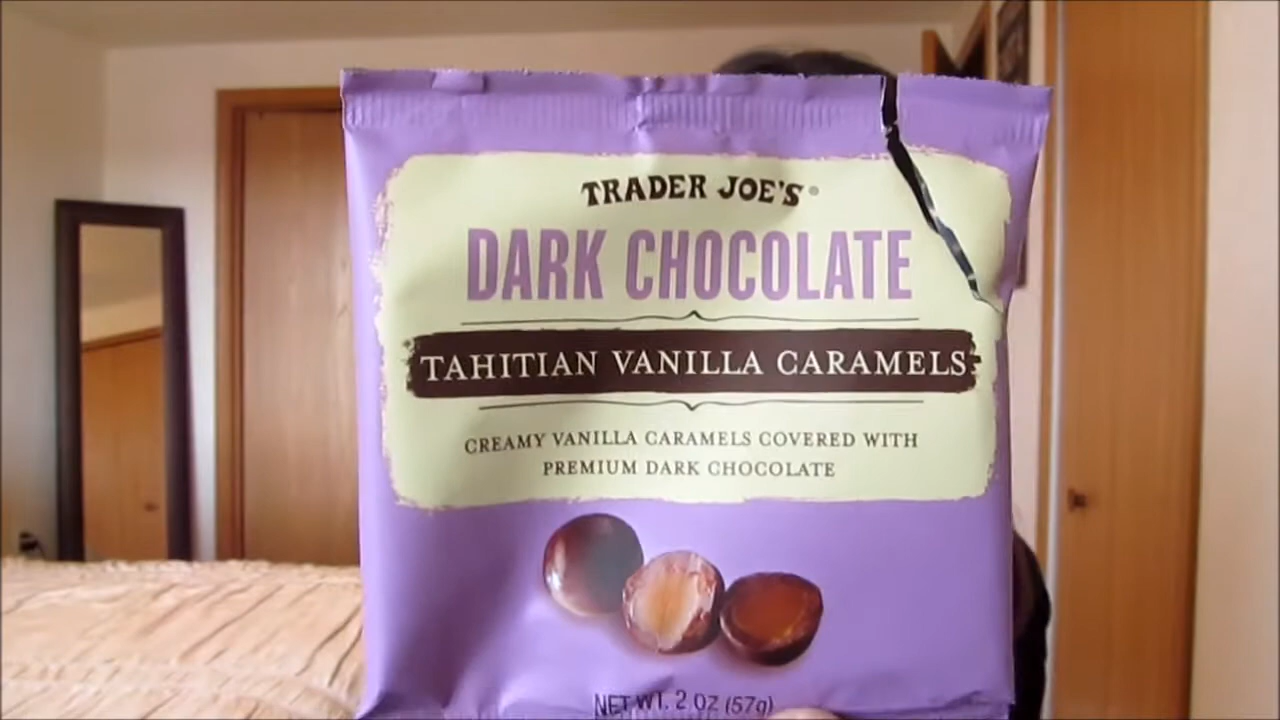 TRADER JOE'S®
DARK CHOCOLATE
TAHITIAN VANILLA CARAMELS
CREAMY VANILLA CARAMELS COVERED WITH
PREMIUM DARK CHOCOLATE
NET WT. 2 OZ (57g)